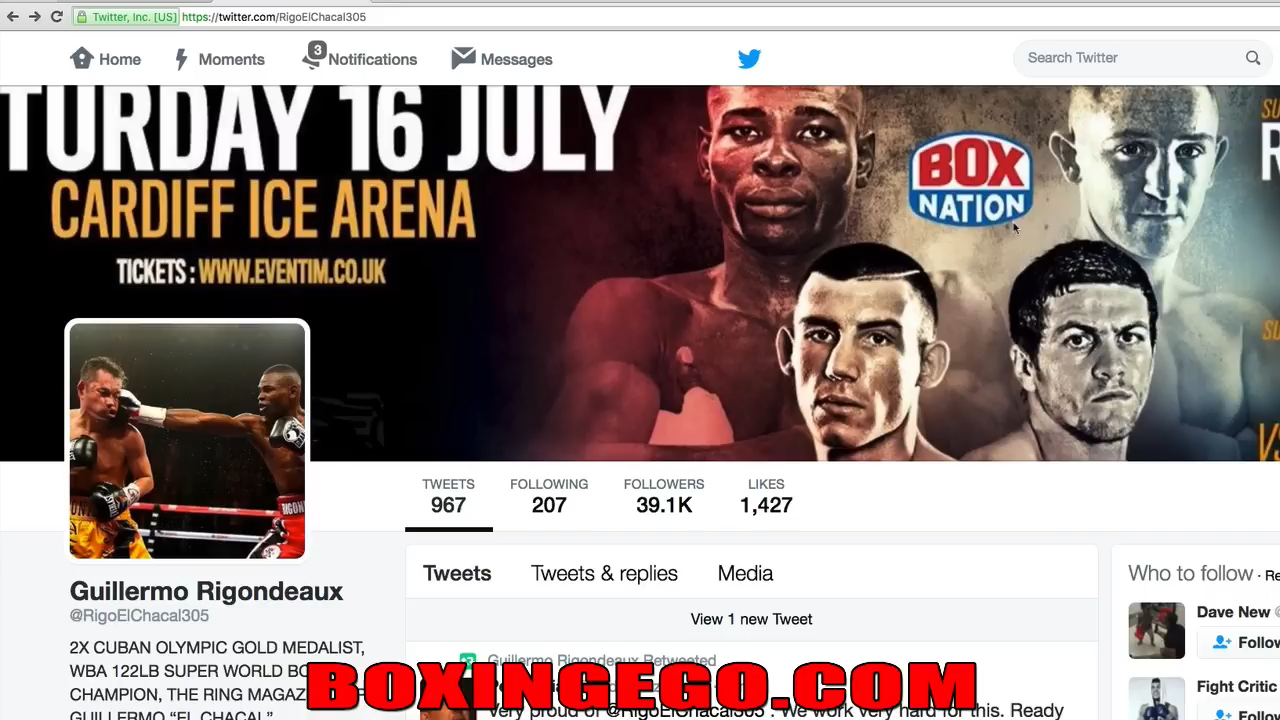 Twitter, Inc. [US] https://twitter.com/RigoElChacal305
Home Moments 3 Notifications Messages Search Twitter
TURDAY 16 JULY
CARDIFF ICE ARENA
TICKETS : WWW.EVENTIM.CO.UK
BOX
NATION
TWEETS FOLLOWING FOLLOWERS LIKES
967 207 39.1K 1,427
Guillermo Rigondeaux
@RigoElChacal305
2X CUBAN OLYMPIC GOLD MEDALIST,
WBA 122LB SUPER WORLD
CHAMPION, THE RING
GUILLERMO "EL CHACAL"
Tweets Tweets & replies Media
View 1 new Tweet
Guillermo Rigondeaux Retweeted
Very proud of @RigoElChacal305 . We work very hard for this. Ready
Who to follow
Dave New
Follow
Fight Critic
BOXINGEGO.COM